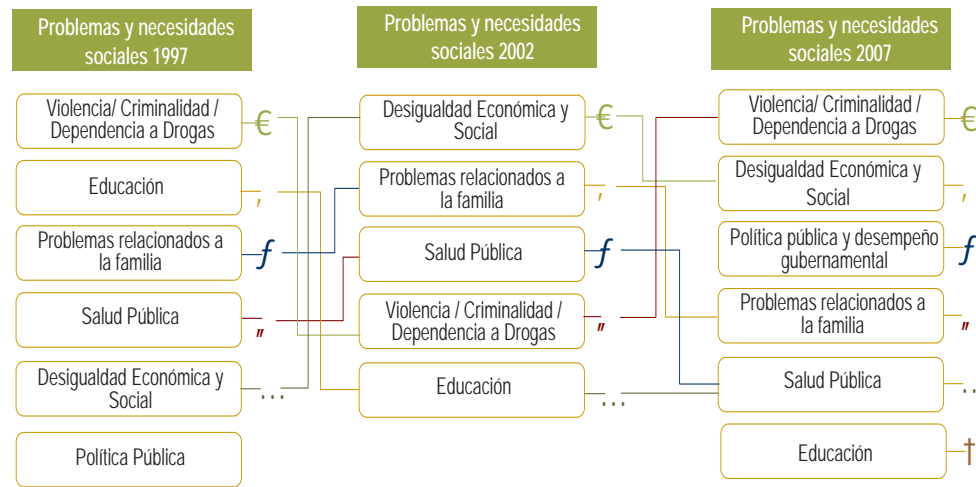 Problemas y necesidades
sociales 1997
Violencia/ Criminalidad /
Dependencia a Drogas
€
Educación
‚
Problemas relacionados a
la familia
ƒ
Salud Pública
„
Desigualdad Económica y
Social
…
Política Pública
Problemas y necesidades
sociales 2002
Desigualdad Económica y
Social
€
Problemas relacionados a
la familia
‚
Salud Pública
ƒ
Violencia / Criminalidad /
Dependencia a Drogas
„
Educación
…
Problemas y necesidades
sociales 2007
Violencia/ Criminalidad /
Dependencia a Drogas
€
Desigualdad Económica y
Social
‚
Política pública y desempeño
gubernamental
ƒ
Problemas relacionados a
la familia
„
Salud Pública
…
Educación
†